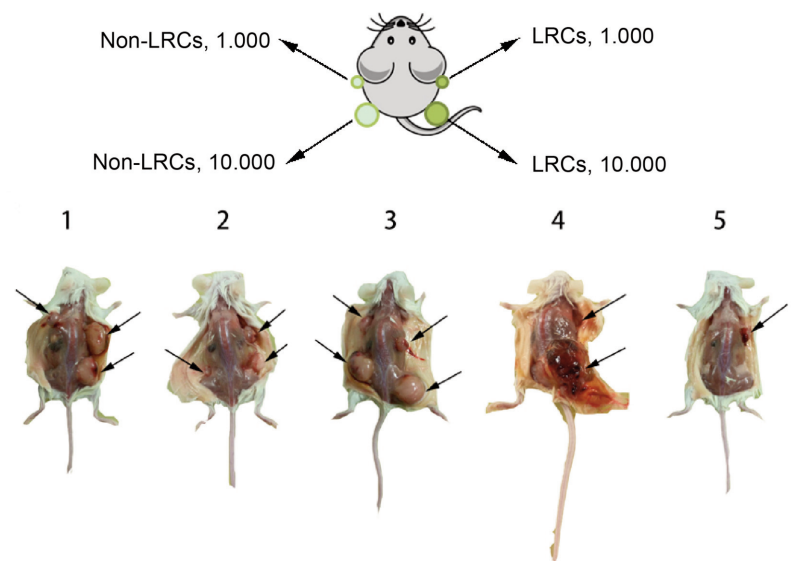 Non-LRCs, 1.000
LRCs, 1.000
Non-LRCs, 10.000
LRCs, 10.000
1 2 3 4 5